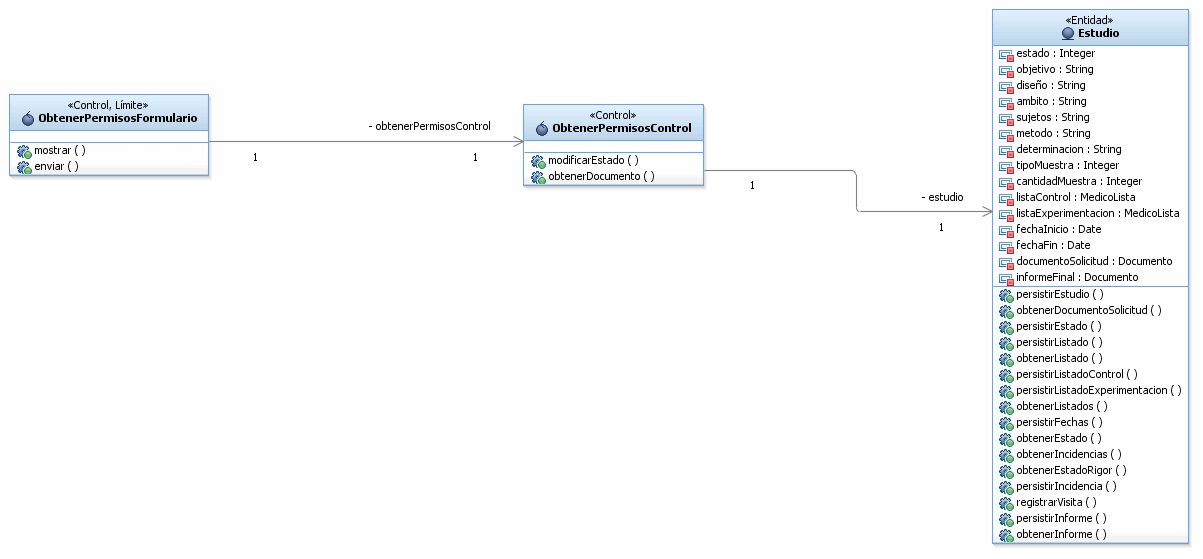 «Control, Límite»
ObtenerPermisosFormulario
mostrar ( )
enviar ( )
- obtenerPermisosControl
1
1
«Control»
ObtenerPermisosControl
modificarEstado ( )
obtenerDocumento ( )
1
- estudio
1
«Entidad»
Estudio
estado : Integer
objetivo : String
diseño : String
ambito : String
sujetos : String
metodo : String
determinacion : String
tipoMuestra : Integer
cantidadMuestra : Integer
listaControl : MedicoLista
listaExperimentacion : MedicoLista
fechaInicio : Date
fechaFin : Date
documentoSolicitud : Documento
informeFinal : Documento
persistirEstudio ( )
obtenerDocumentoSolicitud ( )
persistirEstado ( )
persistirListado ( )
obtenerListado ( )
persistirListadoControl ( )
persistirListadoExperimentacion ( )
obtenerListados ( )
persistirFechas ( )
obtenerEstado ( )
obtenerIncidencias ( )
obtenerEstadoRigor ( )
persistirIncidencia ( )
registrarVisita ( )
persistirInforme ( )
obtenerInforme ( )